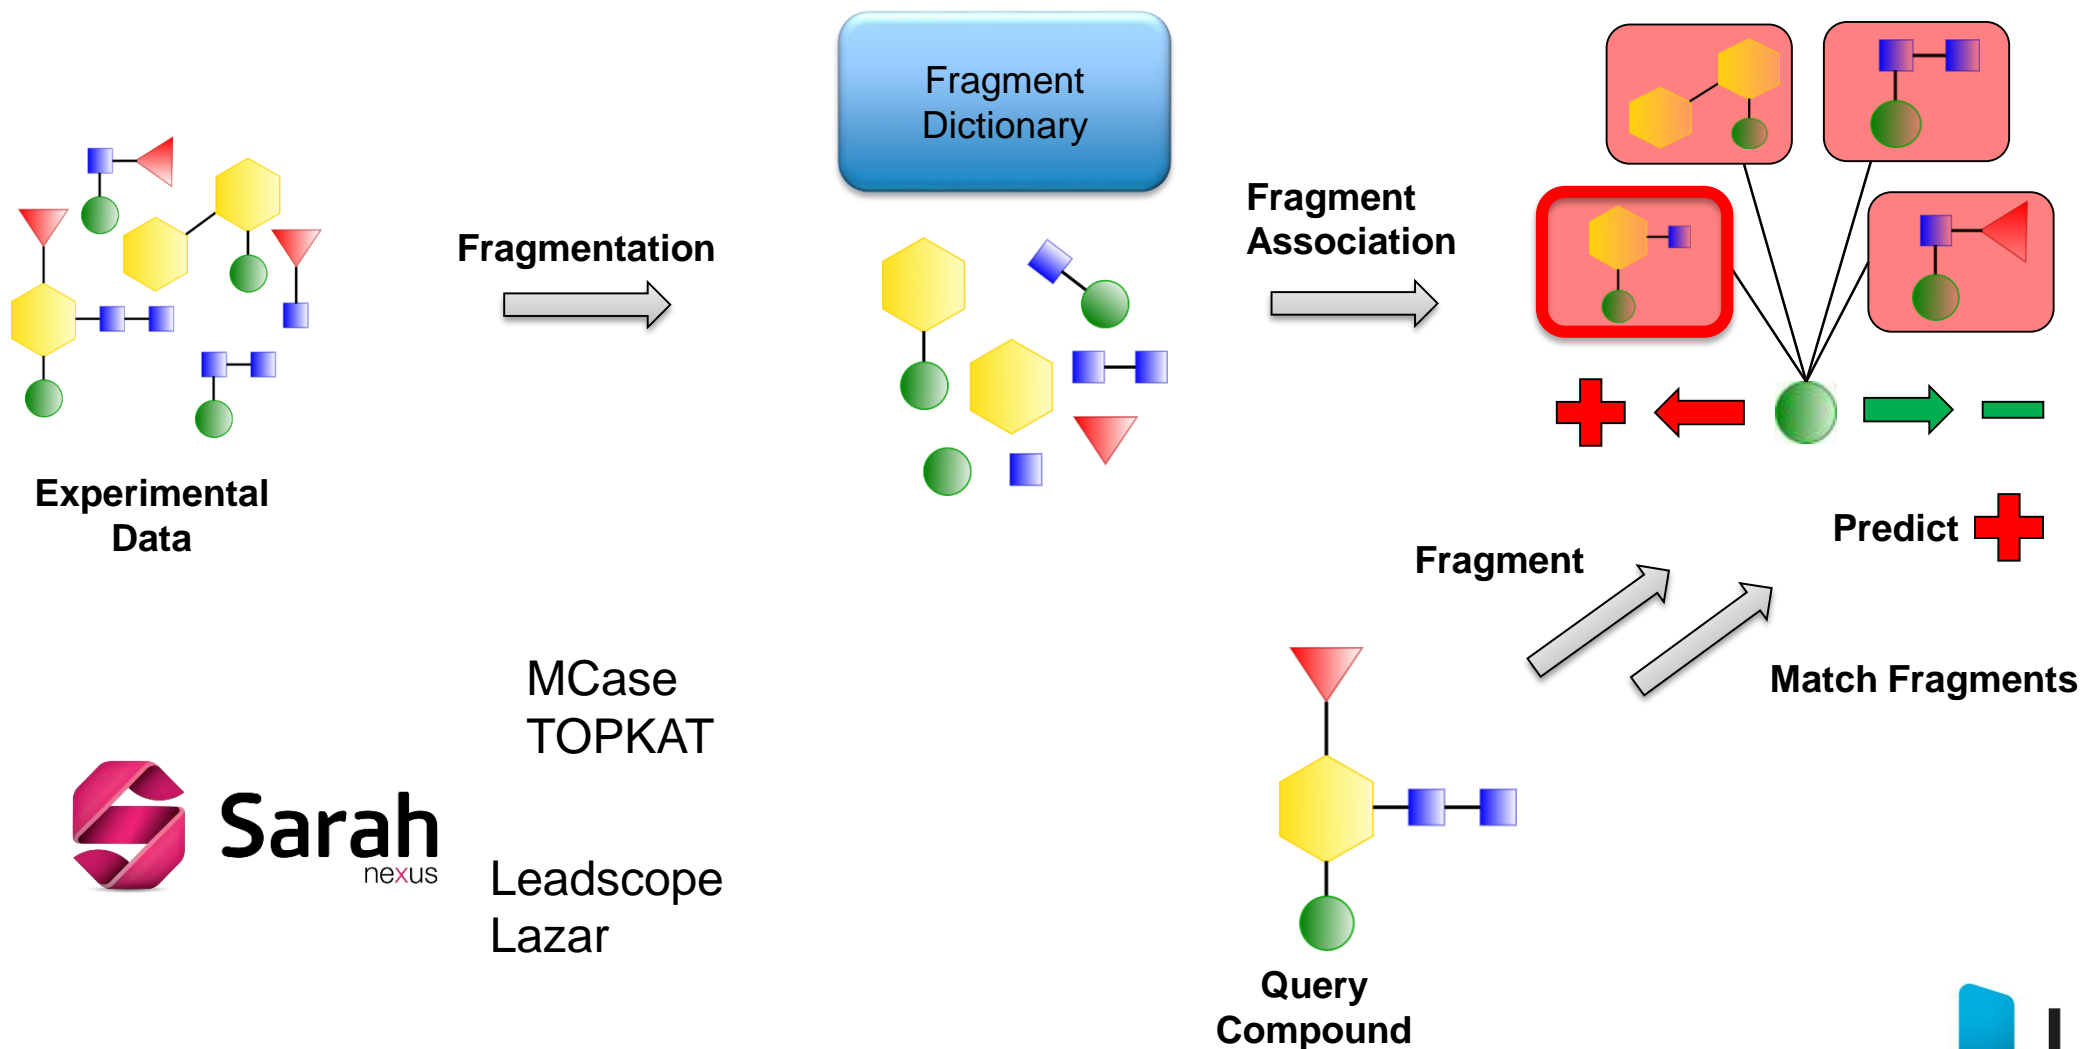 Fragment
Dictionary
Fragmentation
Fragment
Association
Experimental
Data
Predict
Fragment
Match Fragments
MCase
TOPKAT
Sarah
nexus
Leadscope
Lazar
Query
Compound